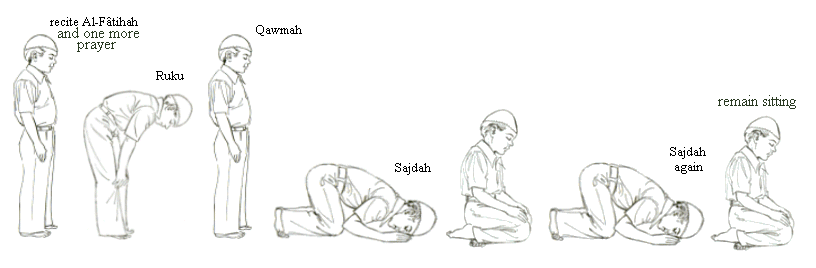 recite Al-Fâtihah
and one more
prayer
Ruku
Qawmah
Sajdah
Sajdah
again
remain sitting